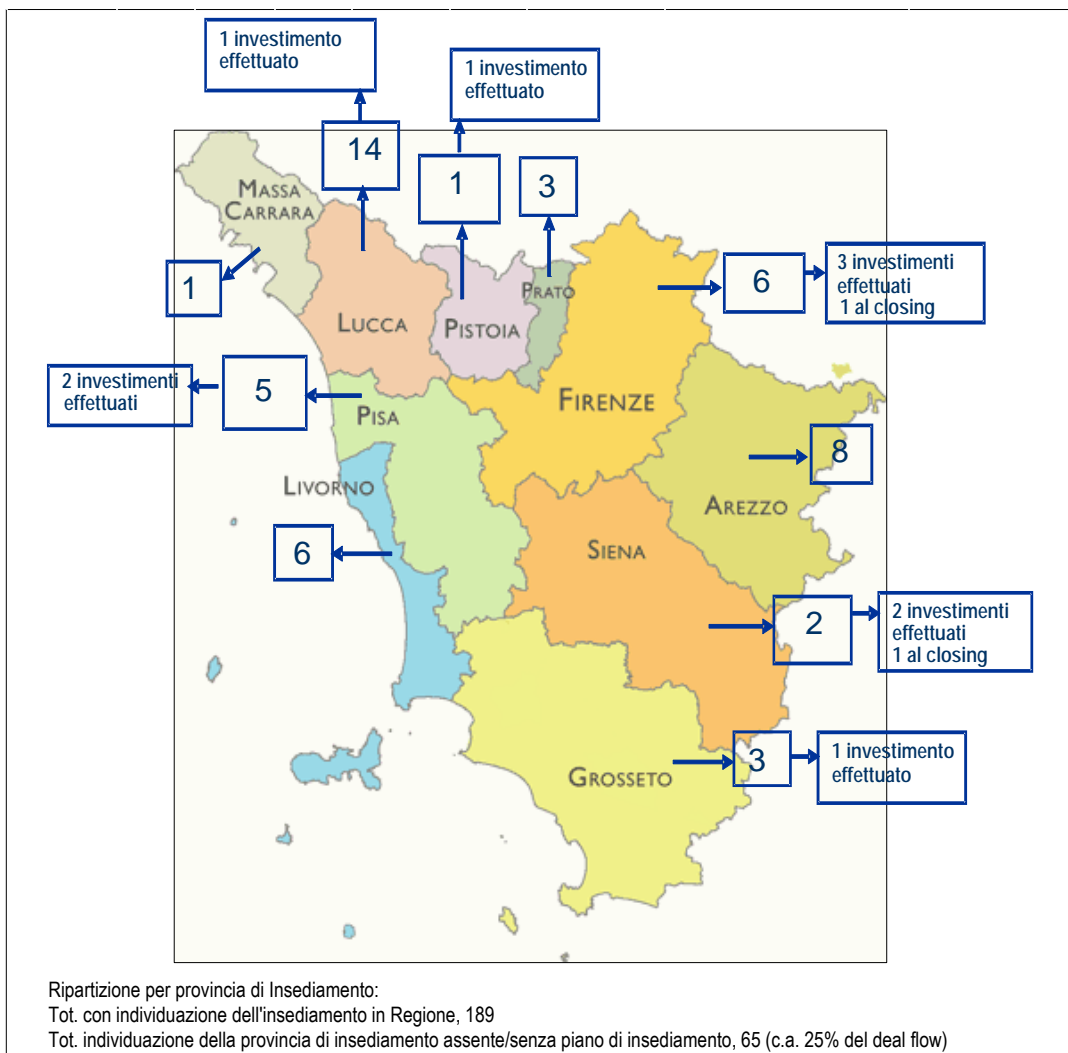 1 investimento
effettuato
1 investimento
effettuato
14
1
3
MASSA
CARRARA
1
LUCCA
PISTOIA
PRATO
6
3 investimenti
effettuati
1 al closing
2 investimenti
effettuati
5
PISA
FIRENZE
8
LIVORNO
AREZZO
6
SIENA
2
2 investimenti
effettuati
1 al closing
3
1 investimento
effettuato
GROSSETO
Ripartizione per provincia di Insediamento:
Tot. con individuazione dell'insediamento in Regione, 189
Tot. individuazione della provincia di insediamento assente/senza piano di insediamento, 65 (c.a. 25% del deal flow)